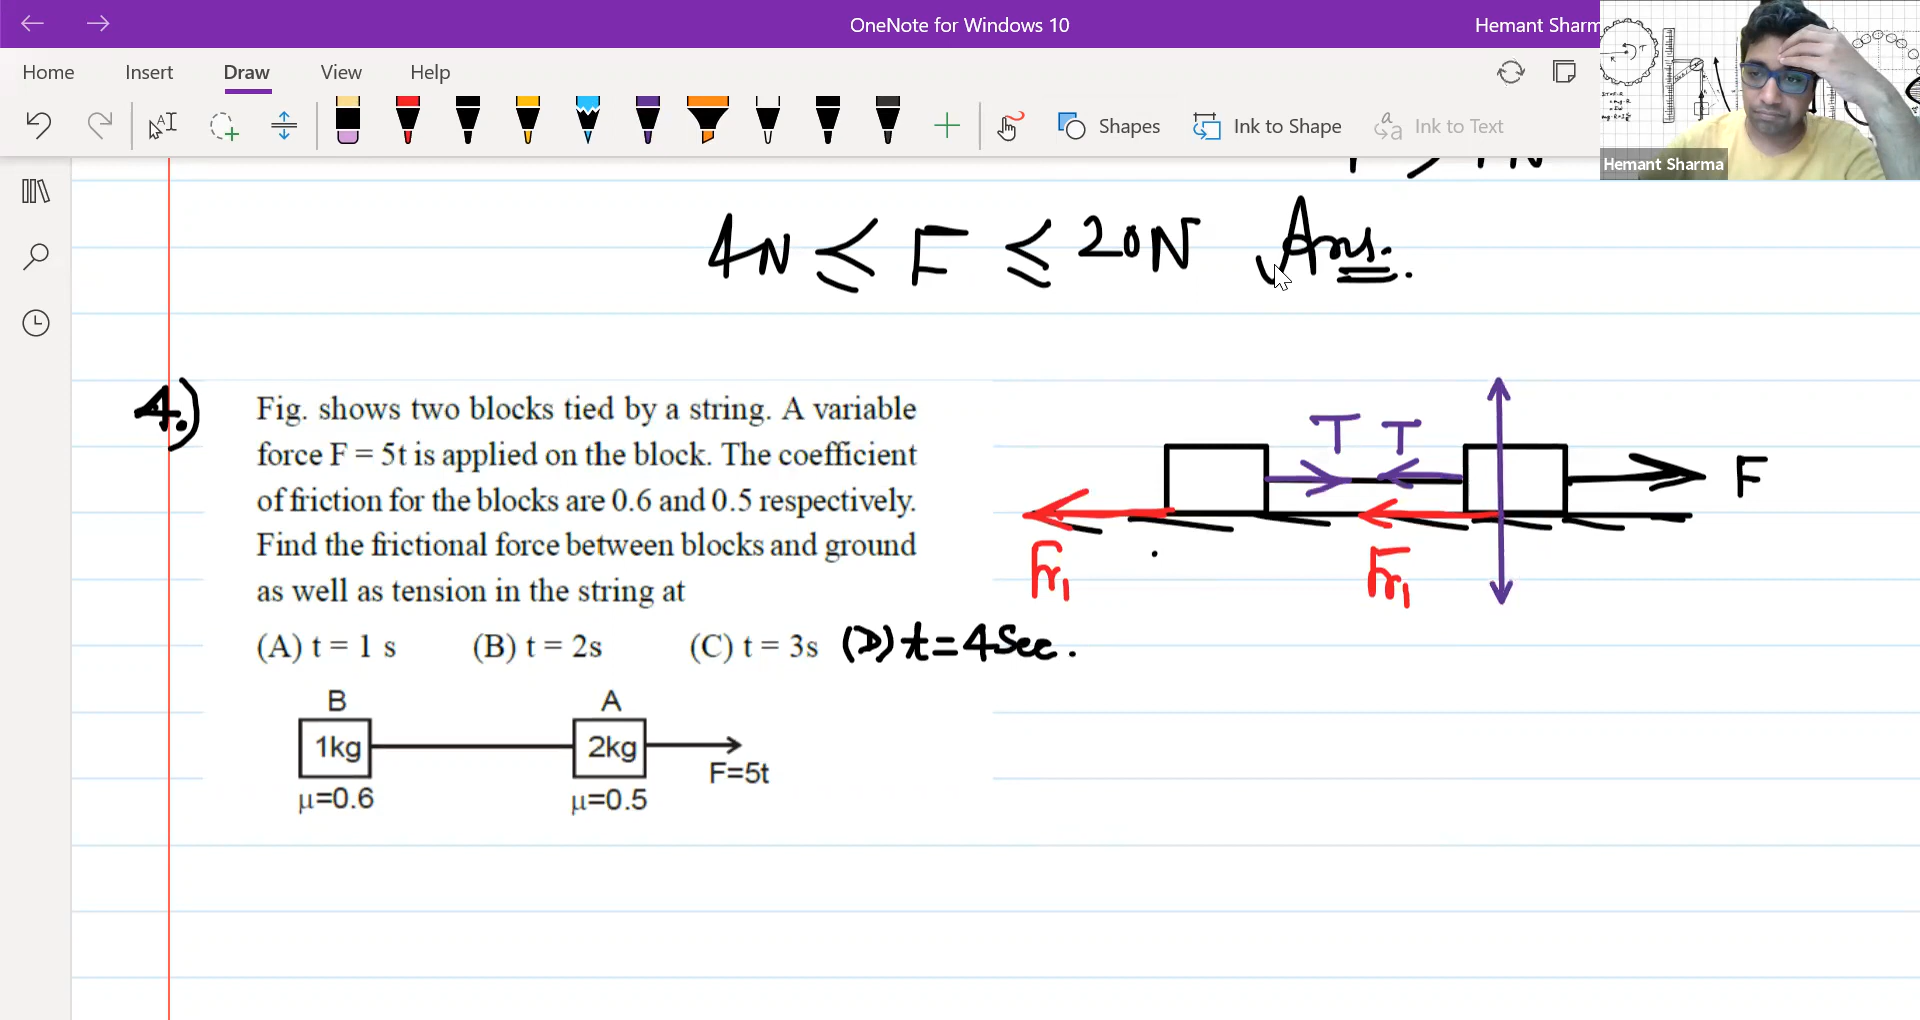 OneNote for Windows 10
Hemant Sharm
Home Insert Draw View Help
Shapes Ink to Shape Ink to Text
Hemant Sharma
4N ≤ F ≤ 20N Ans.
4.)
Fig. shows two blocks tied by a string. A variable
force F = 5t is applied on the block. The coefficient
of friction for the blocks are 0.6 and 0.5 respectively.
Find the frictional force between blocks and ground
as well as tension in the string at
(A) t = 1 s (B) t = 2s (C) t = 3s (D) t = 4 Sec.
B A
1kg 2kg
F=5t
μ=0.6 μ=0.5
T T
F
Fr1 Fr1